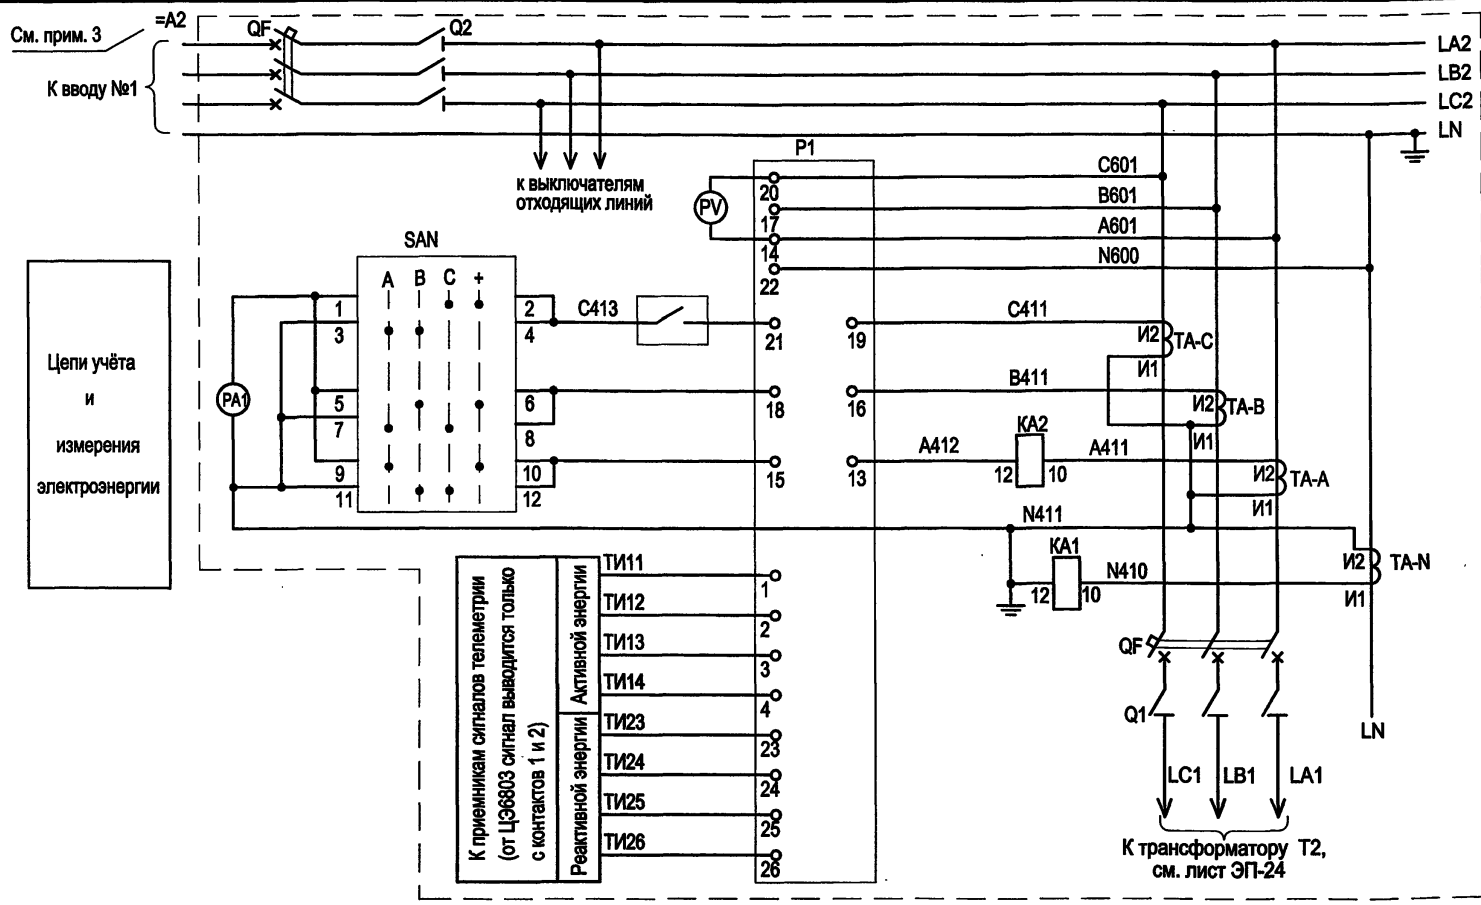 См. прим. 3
=A2
К вводу №1
QF
Q2
LA2
LB2
LC2
LN
к выключателям
отходящих линий
P1
PV
20
17
14
22
C601
B601
A601
N600
SAN
A B C +
1
3
5
7
9
11
2
4
6
8
10
12
PA1
C413
21
19
C411
И2
TA-C
И1
18
16
B411
И2
TA-B
И1
15
13
A412
KA2
12
10
A411
И2
TA-A
И1
N411
KA1
12
10
N410
И2
TA-N
И1
Цепи учёта
и
измерения
электроэнергии
К приемникам сигналов телеметрии
(от ЦЭ6803 сигнал выводится только
с контактов 1 и 2)
Активной энергии
Реактивной энергии
ТИ11
1
ТИ12
2
ТИ13
3
ТИ14
4
ТИ23
23
ТИ24
24
ТИ25
25
ТИ26
26
QF
Q1
LN
LC1
LB1
LA1
К трансформатору Т2,
см. лист ЭП-24